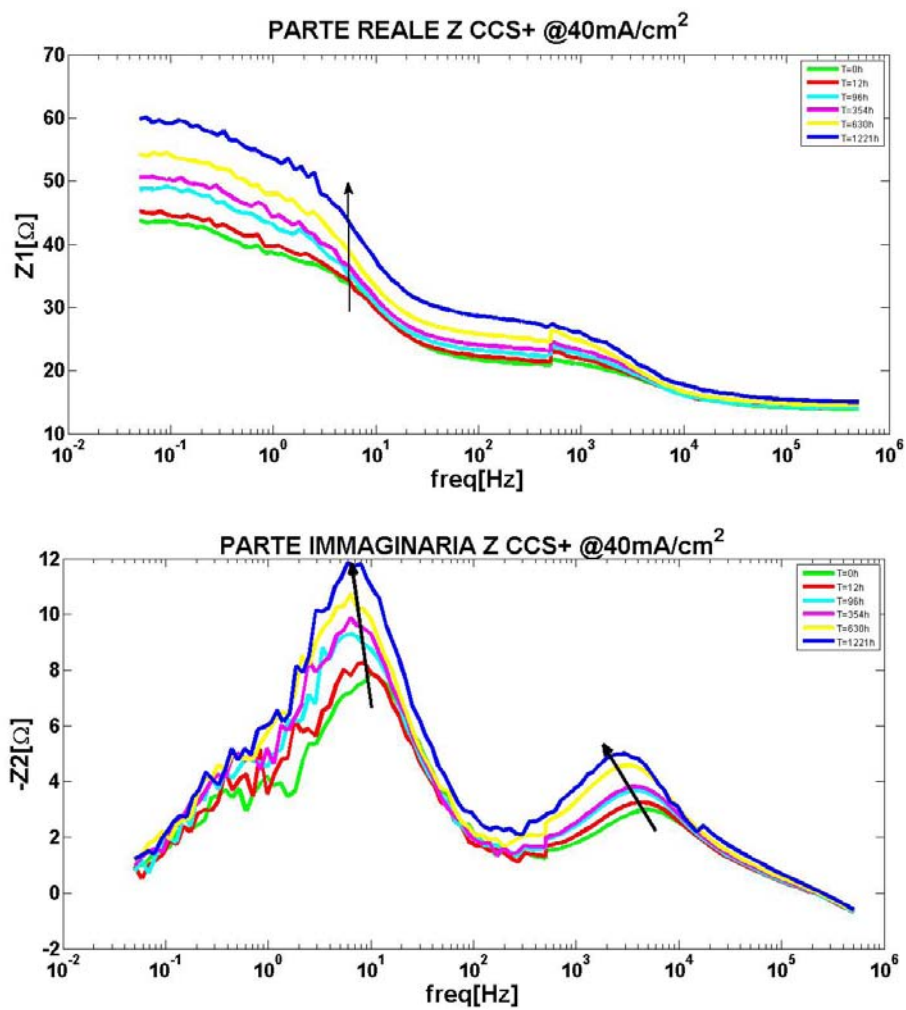 PARTE REALE Z CCS+ @40mA/cm²
Z1[Ω]
70
60
50
40
30
20
10
T=0h
T=12h
T=96h
T=354h
T=630h
T=1221h
10⁻² 10⁻¹ 10⁰ 10¹ 10² 10³ 10⁴ 10⁵ 10⁶
freq[Hz]
PARTE IMMAGINARIA Z CCS+ @40mA/cm²
-Z2[Ω]
12
10
8
6
4
2
0
-2
T=0h
T=12h
T=96h
T=354h
T=630h
T=1221h
10⁻² 10⁻¹ 10⁰ 10¹ 10² 10³ 10⁴ 10⁵ 10⁶
freq[Hz]